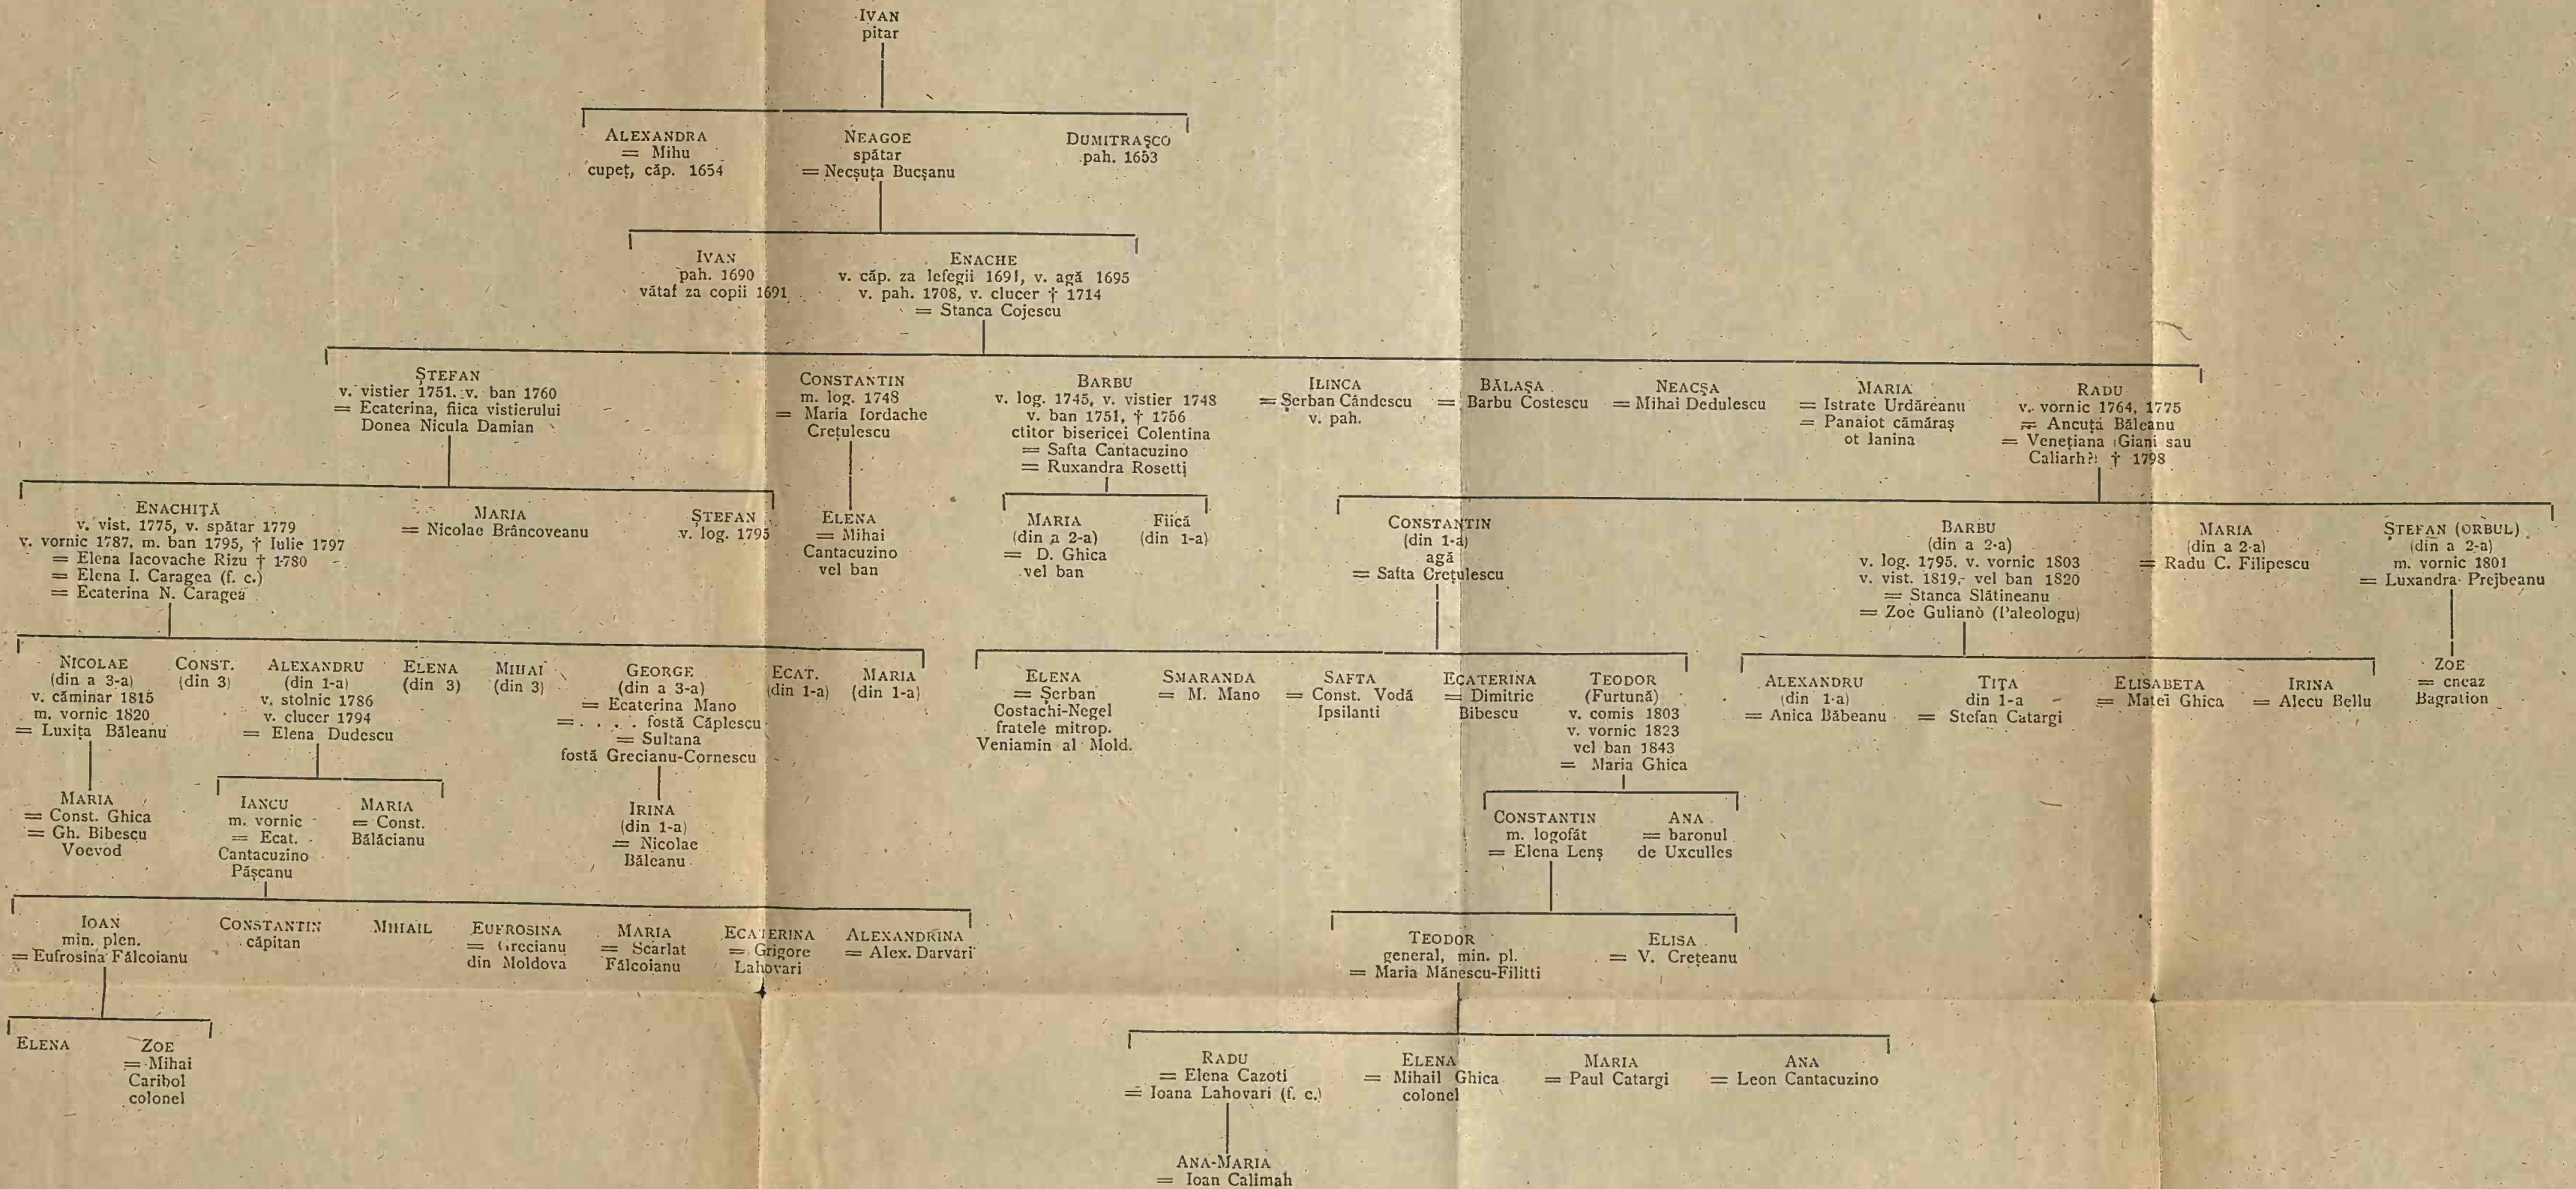 IVAN
pitar
ALEXANDRA
= Mihu
cupeț, căp. 1654
NEAGOE
spătar
= Necșuța Bucșanu
DUMITRAȘCO
pah. 1653
IVAN
pah. 1690
vătaf za copii 1691
ENACHE
v. căp. za lefegii 1691, v. agă 1695
v. pah. 1708, v. clucer † 1714
= Stanca Cojescu
ȘTEFAN
v. vistier 1751. v. ban 1760
= Ecaterina, fiica vistierului
Donea Nicula Damian
CONSTANTIN
m. log. 1748
= Maria Iordache
Crețulescu
BARBU
v. log. 1745, v. vistier 1748
v. ban 1751, † 1756
ctitor bisericei Colentina
= Safta Cantacuzino
= Ruxandra Rosetti
ILINCA
= Șerban Cândescu
v. pah.
BĂLAȘA
= Barbu Costescu
NEACȘA
= Mihai Dedulescu
MARIA
= Istrate Urdăreanu
= Panaiot cămăraș
ot Ianina
RADU
v. vornic 1764, 1775
= Ancuța Băleanu
= Venețiana (Giani sau
Caliarh?) † 1798
ENACHIȚĂ
v. vist. 1775, v. spătar 1779
v. vornic 1787, m. ban 1795, † Iulie 1797
= Elena Iacovache Rizu † 1780
= Elena I. Caragea (f. c.)
= Ecaterina N. Caragea
MARIA
= Nicolae Brâncoveanu
ȘTEFAN
v. log. 1795
ELENA
= Mihai
Cantacuzino
vel ban
MARIA
(din a 2-a)
= D. Ghica
vel ban
Fiică
(din 1-a)
CONSTANTIN
(din 1-a)
agă
= Safta Crețulescu
BARBU
(din a 2-a)
v. log. 1795, v. vornic 1803
v. vist. 1819, vel ban 1820
= Stanca Slătineanu
= Zoe Gulianò (Paleologu)
MARIA
(din a 2-a)
= Radu C. Filipescu
ȘTEFAN (ORBUL)
(din a 2-a)
m. vornic 1801
= Luxandra Prejbeanu
NICOLAE
(din a 3-a)
v. căminar 1815
m. vornic 1820
= Luxița Băleanu
CONST.
(din 3)
ALEXANDRU
(din 1-a)
v. stolnic 1786
v. clucer 1794
= Elena Dudescu
ELENA
(din 3)
MIHAI
(din 3)
GEORGE
(din a 3-a)
= Ecaterina Mano
= . . . . fostă Căplescu
= Sultana
fostă Grecianu-Cornescu
ECAT.
(din 1-a)
MARIA
(din 1-a)
ELENA
= Șerban
Costachi-Negel
fratele mitrop.
Veniamin al Mold.
SMARANDA
= M. Mano
SAFTA
= Const. Vodă
Ipsilanti
ECATERINA
= Dimitrie
Bibescu
TEODOR
(Furtună)
v. comis 1803
v. vornic 1823
vel ban 1843
= Maria Ghica
ALEXANDRU
(din 1-a)
= Anica Băbeanu
TIȚA
din 1-a
= Stefan Catargi
ELISABETA
= Matei Ghica
IRINA
= Alecu Bellu
ZOE
= cneaz
Bagration
MARIA
= Const. Ghica
= Gh. Bibescu
Voevod
IANCU
m. vornic
= Ecat.
Cantacuzino
Pășcanu
MARIA
= Const.
Bălăcianu
IRINA
(din 1-a)
= Nicolae
Băleanu
CONSTANTIN
m. logofăt
= Elena Lenș
ANA
= baronul
de Uxculles
IOAN
min. plen.
= Eufrosina Fălcoianu
CONSTANTIN
căpitan
MIHAIL
EUFROSINA
= Grecianu
din Moldova
MARIA
= Scarlat
Fălcoianu
ECATERINA
= Grigore
Lahovari
ALEXANDRINA
= Alex. Darvari
TEODOR
general, min. pl.
= Maria Mănescu-Filitti
ELISA
= V. Crețeanu
ELENA
ZOE
= Mihai
Caribol
colonel
RADU
= Elena Cazoti
= Ioana Lahovari (f. c.)
ELENA
= Mihail Ghica
colonel
MARIA
= Paul Catargi
ANA
= Leon Cantacuzino
ANA-MARIA
= Ioan Calimah